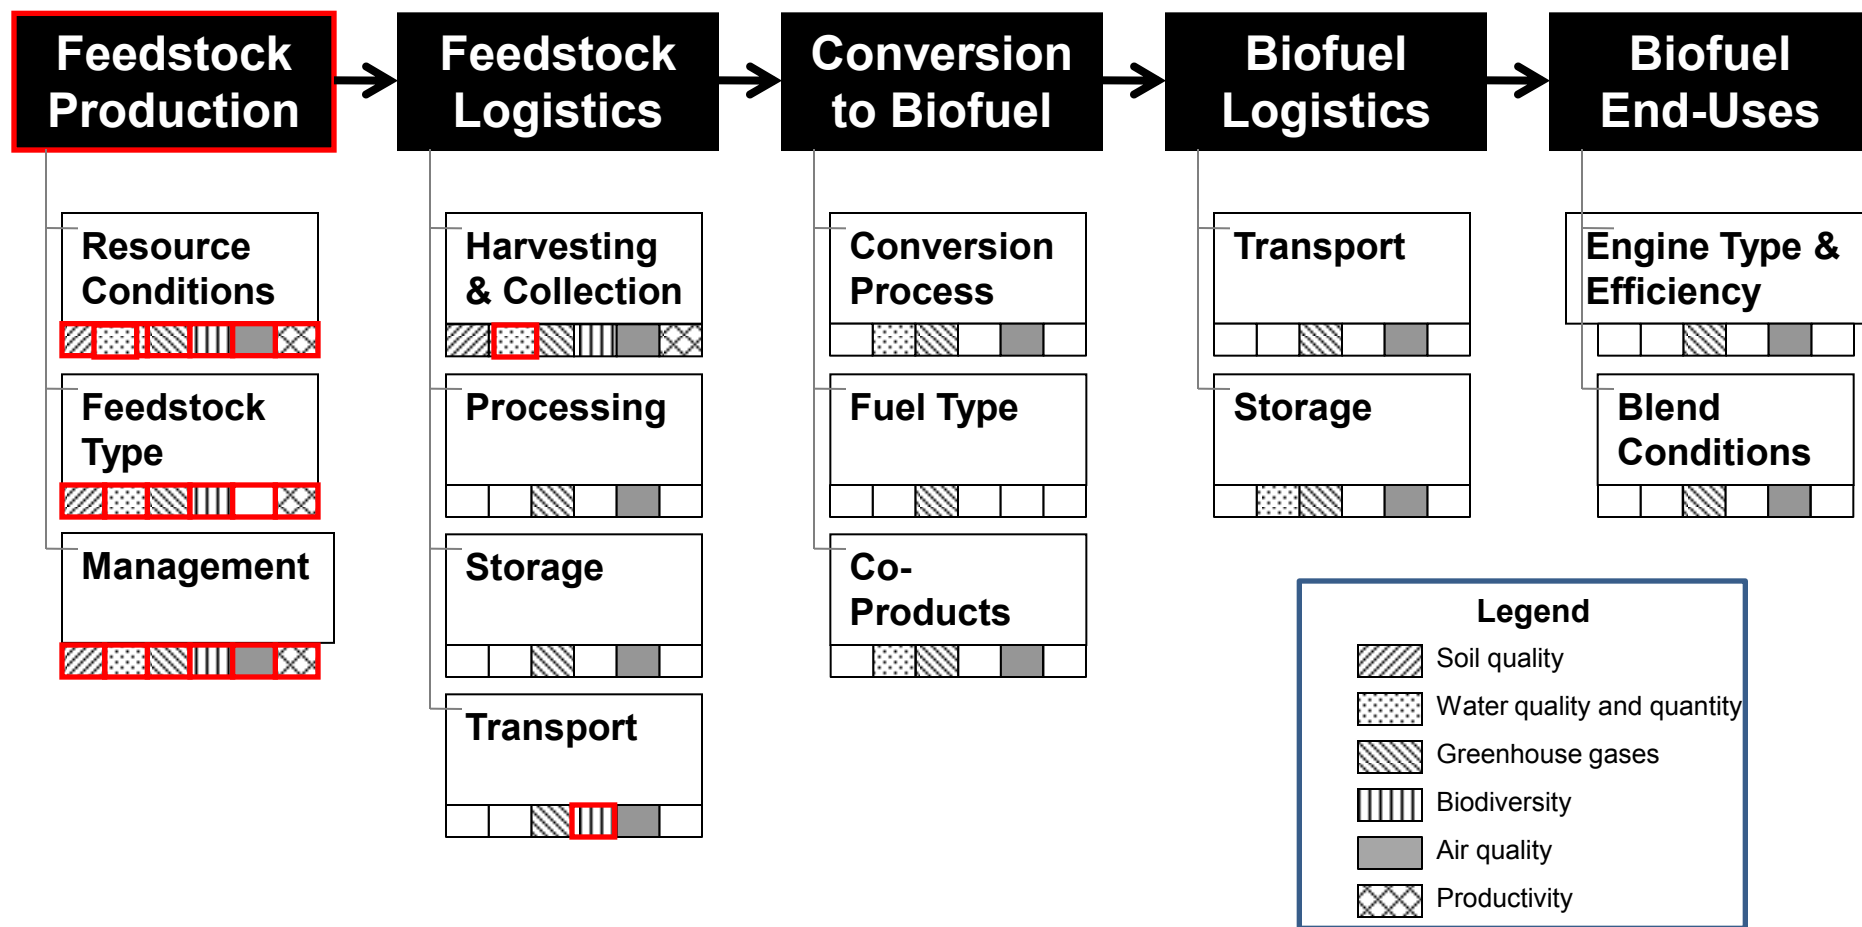 Feedstock
Production
Feedstock
Logistics
Conversion
to Biofuel
Biofuel
Logistics
Biofuel
End-Uses
Resource
Conditions
Feedstock
Type
Management
Harvesting
& Collection
Processing
Storage
Transport
Conversion
Process
Fuel Type
Co-
Products
Transport
Storage
Engine Type &
Efficiency
Blend
Conditions
Legend
Soil quality
Water quality and quantity
Greenhouse gases
Biodiversity
Air quality
Productivity